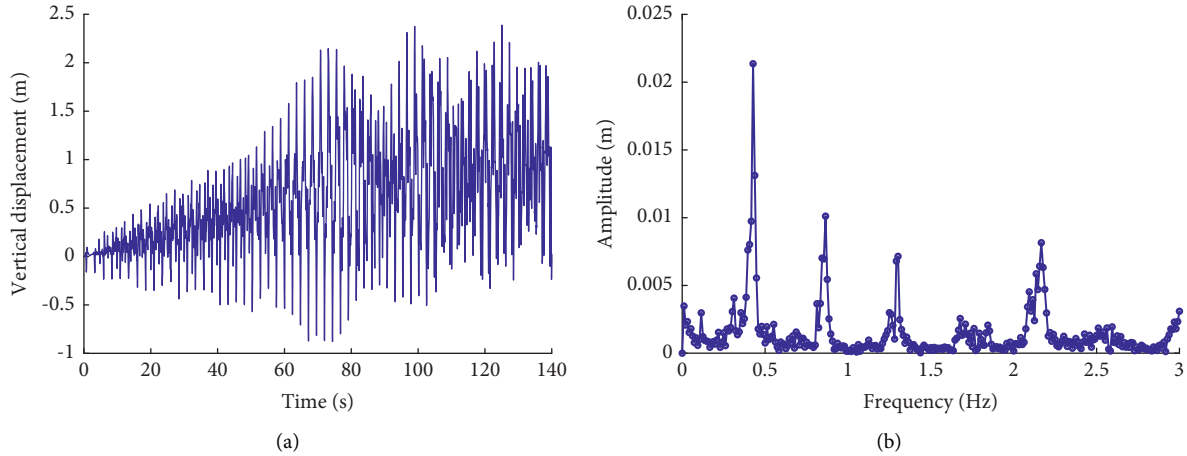 2.5
2
1.5
1
0.5
0
-0.5
-1
Vertical displacement (m)
0 20 40 60 80 100 120 140
Time (s)
(a)
0.025
0.02
0.015
0.01
0.005
0
Amplitude (m)
0 0.5 1 1.5 2 2.5 3
Frequency (Hz)
(b)